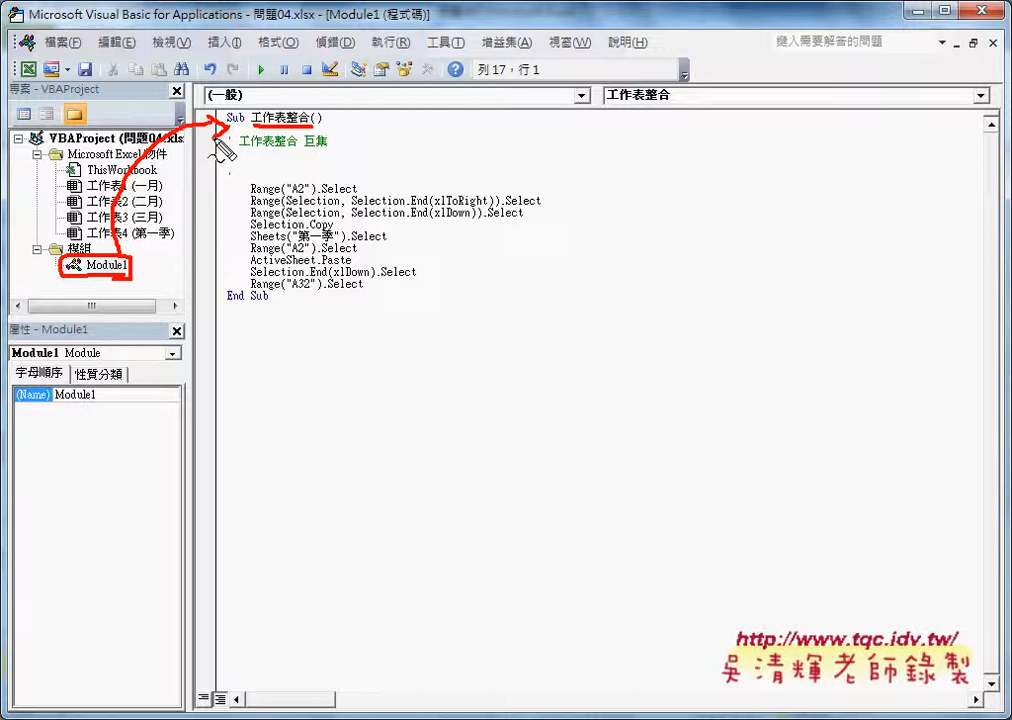 Microsoft Visual Basic for Applications - 問題04.xlsx - [Module1 (程式碼)]
檔案(F) 編輯(E) 檢視(V) 插入(I) 格式(O) 偵錯(D) 執行(R) 工具(T) 增益集(A) 視窗(W) 說明(H) 鍵入需要解答的問題
列 17，行 1
專案 - VBAProject
(一般) 工作表整合
VBAProject (問題04.xls
Microsoft Excel 物件
ThisWorkbook
工作表1 (一月)
工作表2 (二月)
工作表3 (三月)
工作表4 (第一季)
模組
Module1
屬性 - Module1
Module1 Module
字母順序 性質分類
(Name) Module1
Sub 工作表整合()
'
' 工作表整合 巨集
'
Range("A2").Select
Range(Selection, Selection.End(xlToRight)).Select
Range(Selection, Selection.End(xlDown)).Select
Selection.Copy
Sheets("第一季").Select
Range("A2").Select
ActiveSheet.Paste
Selection.End(xlDown).Select
Range("A32").Select
End Sub
http://www.tqc.idv.tw/
吳清輝老師錄製